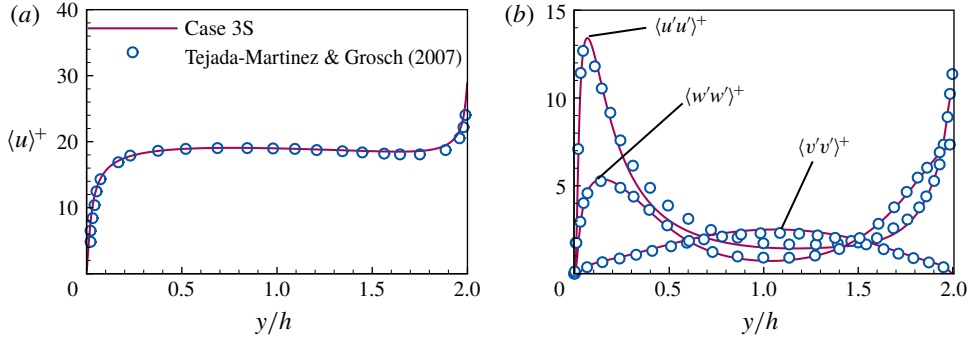 (a)
40
Case 3S
Tejada-Martinez & Grosch (2007)
30
⟨u⟩⁺
20
10
0
0.5
1.0
1.5
2.0
y/h
(b)
15
⟨u′u′⟩⁺
⟨w′w′⟩⁺
10
⟨v′v′⟩⁺
5
0
0.5
1.0
1.5
2.0
y/h